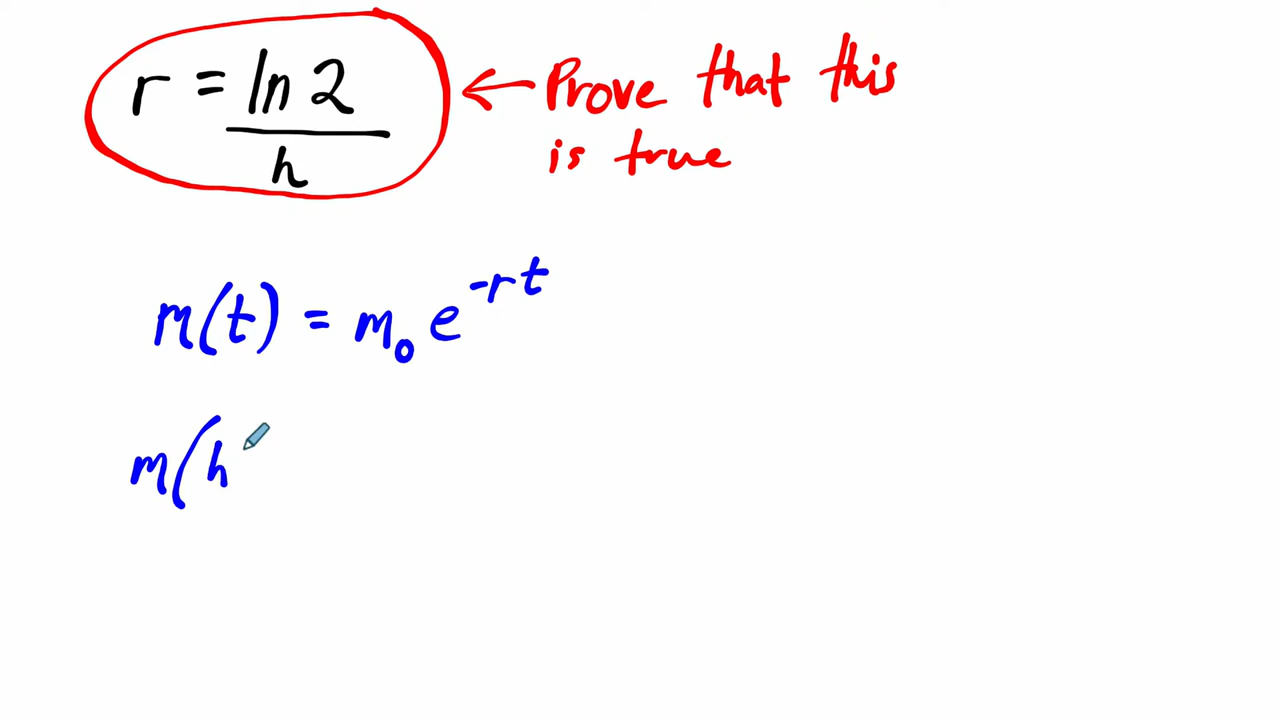 r = ln 2 / h ← Prove that this
is true
m(t) = m₀ e^{-rt}
m(h